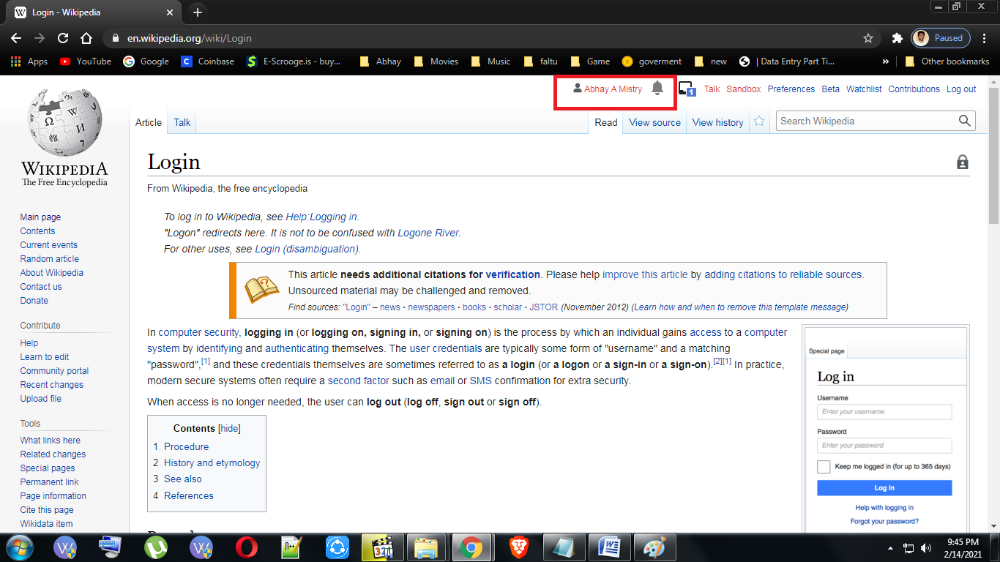 Login - Wikipedia
en.wikipedia.org/wiki/Login
Paused
Apps YouTube Google Coinbase E-Scrooge.is - buy... Abhay Movies Music faltu Game goverment new | Data Entry Part Ti... » Other bookmarks
Abhay A Mistry 1 Talk Sandbox Preferences Beta Watchlist Contributions Log out
Article Talk Read View source View history Search Wikipedia
WIKIPEDIA
The Free Encyclopedia
Main page
Contents
Current events
Random article
About Wikipedia
Contact us
Donate
Contribute
Help
Learn to edit
Community portal
Recent changes
Upload file
Tools
What links here
Related changes
Special pages
Permanent link
Page information
Cite this page
Wikidata item
Login
From Wikipedia, the free encyclopedia
To log in to Wikipedia, see Help:Logging in.
"Logon" redirects here. It is not to be confused with Logone River.
For other uses, see Login (disambiguation).
This article needs additional citations for verification. Please help improve this article by adding citations to reliable sources.
Unsourced material may be challenged and removed.
Find sources: "Login" – news · newspapers · books · scholar · JSTOR (November 2012) (Learn how and when to remove this template message)
In computer security, logging in (or logging on, signing in, or signing on) is the process by which an individual gains access to a computer
system by identifying and authenticating themselves. The user credentials are typically some form of "username" and a matching
"password",[1] and these credentials themselves are sometimes referred to as a login (or a logon or a sign-in or a sign-on).[2][1] In practice,
modern secure systems often require a second factor such as email or SMS confirmation for extra security.
When access is no longer needed, the user can log out (log off, sign out or sign off).
Contents [hide]
1 Procedure
2 History and etymology
3 See also
4 References
Special page
Log in
Username
Enter your username
Password
Enter your password
Keep me logged in (for up to 365 days)
Log in
Help with logging in
Forgot your password?
9:45 PM
2/14/2021